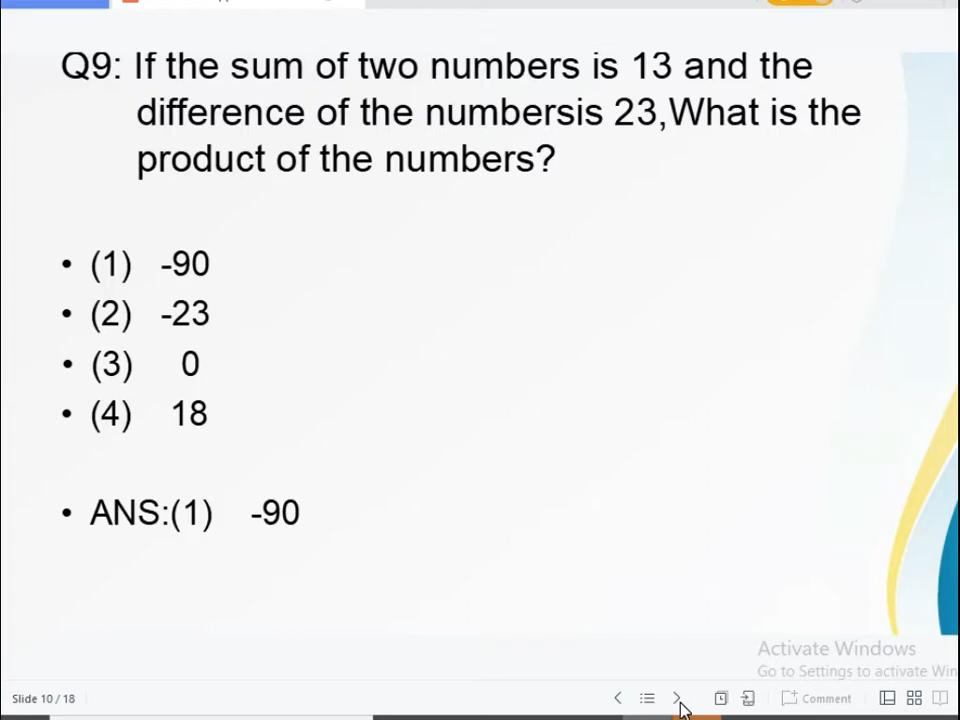 Q9: If the sum of two numbers is 13 and the
difference of the numbersis 23,What is the
product of the numbers?
• (1) -90
• (2) -23
• (3) 0
• (4) 18
• ANS:(1) -90
Activate Windows
Go to Settings to activate Win
Slide 10 / 18
Comment